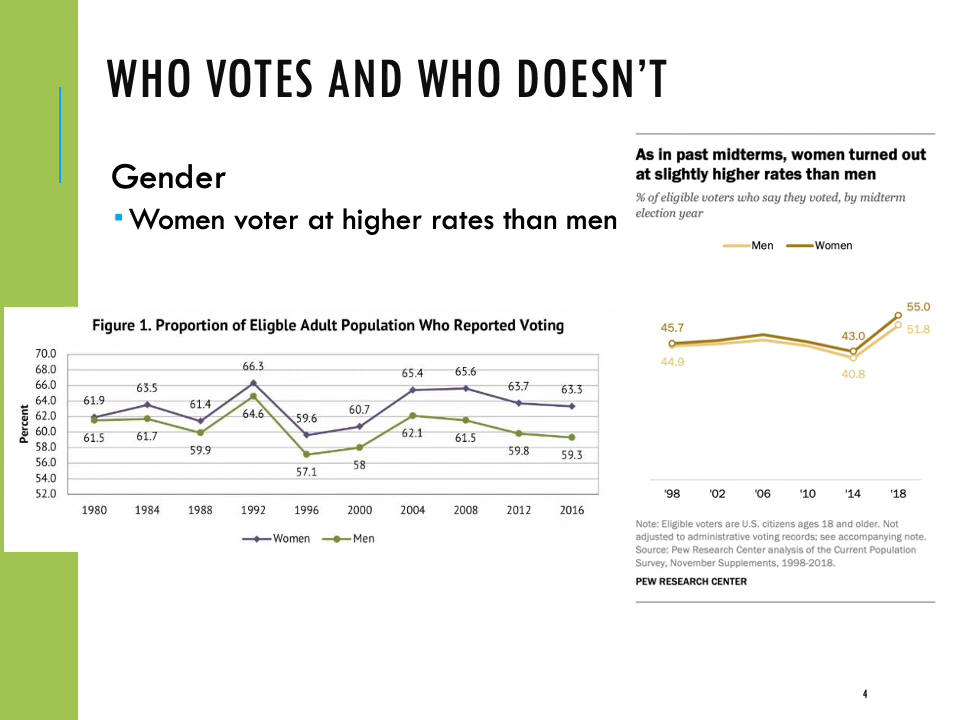 WHO VOTES AND WHO DOESN'T
Gender
Women voter at higher rates than men
Figure 1. Proportion of Eligble Adult Population Who Reported Voting
Percent
70.0
68.0
66.0
64.0
62.0
60.0
58.0
56.0
54.0
52.0
61.9 63.5 61.4 66.3 59.6 60.7 65.4 65.6 63.7 63.3
61.5 61.7 59.9 64.6 57.1 58 62.1 61.5 59.8 59.3
1980 1984 1988 1992 1996 2000 2004 2008 2012 2016
Women Men
As in past midterms, women turned out
at slightly higher rates than men
% of eligible voters who say they voted, by midterm
election year
Men Women
55.0
45.7 43.0 51.8
44.9 40.8
'98 '02 '06 '10 '14 '18
Note: Eligible voters are U.S. citizens ages 18 and older. Not
adjusted to administrative voting records; see accompanying note.
Source: Pew Research Center analysis of the Current Population
Survey, November Supplements, 1998-2018.
PEW RESEARCH CENTER
4